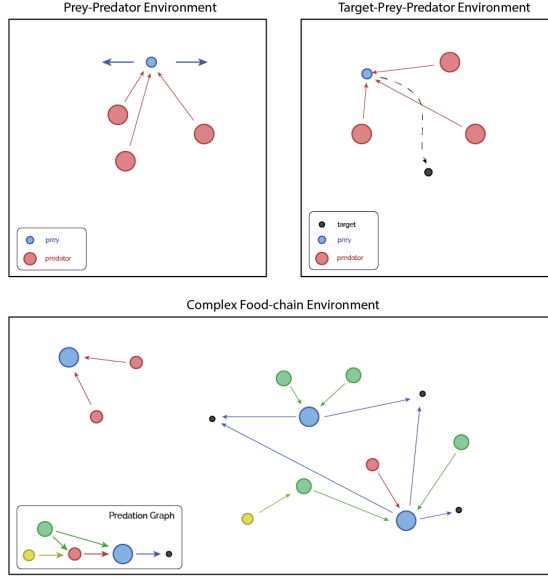 Prey-Predator Environment
Target-Prey-Predator Environment
prey
predator
target
prey
predator
Complex Food-chain Environment
Predation Graph